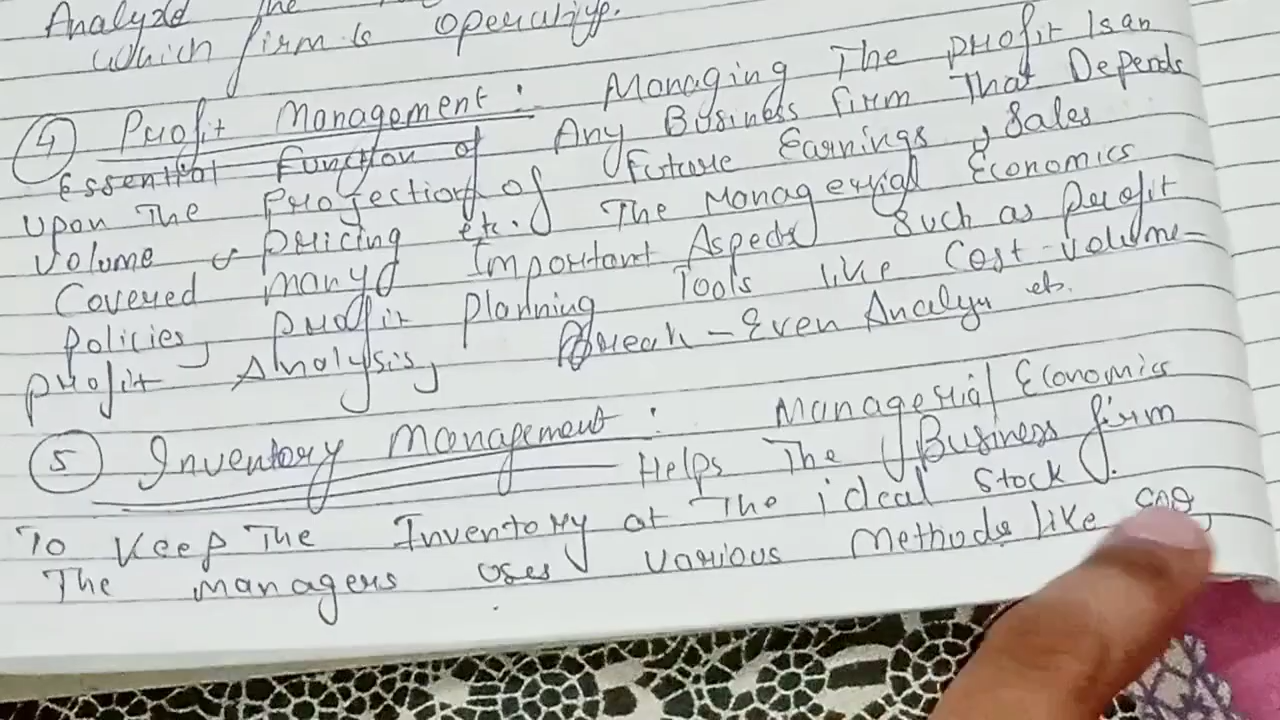 Analyze the
which firm is operating.
④ Profit Management: Managing The profit Is an
Essential Function of Any Business firm That Depends
upon The Projection of Future Earnings, Sales
Volume & pricing etc. The Managerial Economics
Covered many Important Aspects Such as profit
policies, profit planning Tools like Cost-Volume-
profit Analysis, Break-Even Analysis etc.
⑤ Inventory Management: Managerial Economics
Helps The Business firm
To Keep The Inventory at The ideal Stock.
The managers uses various Methods like